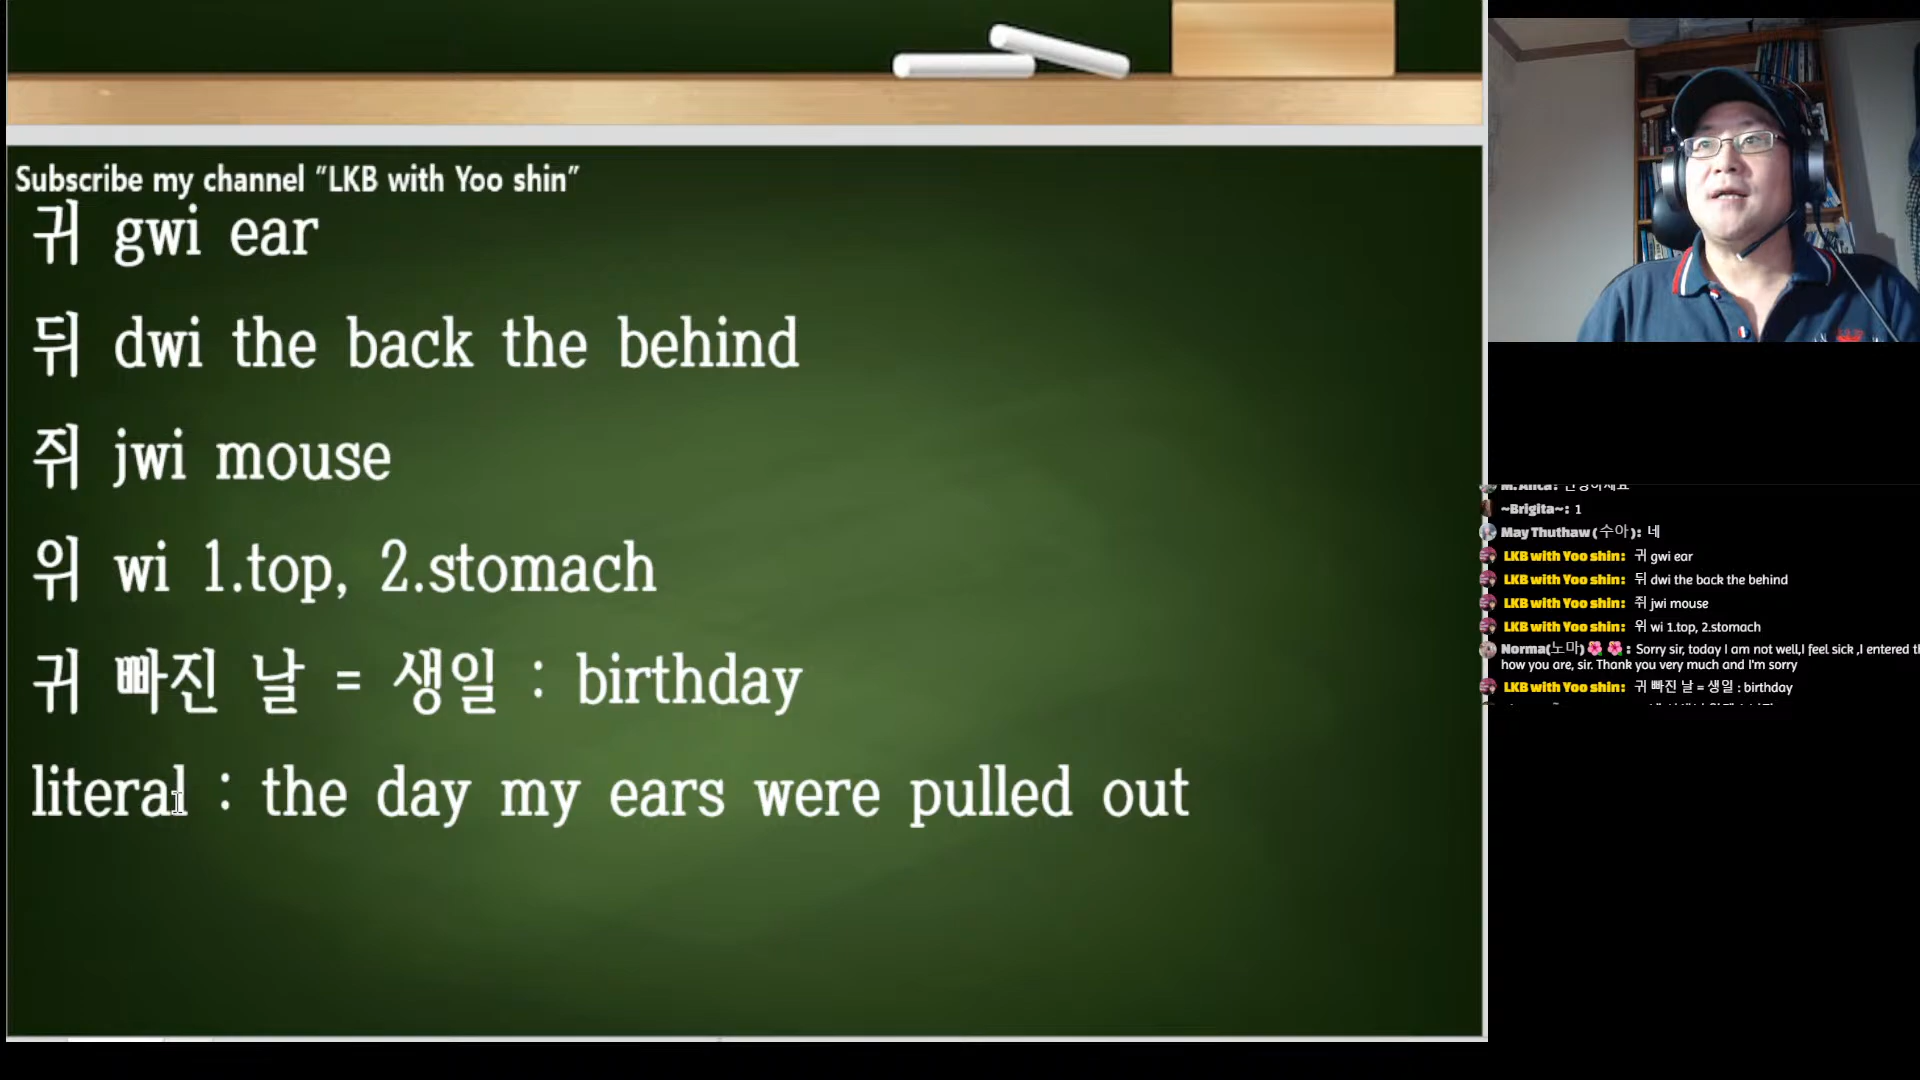 Subscribe my channel "LKB with Yoo shin"
귀 gwi ear
뒤 dwi the back the behind
쥐 jwi mouse
위 wi 1.top, 2.stomach
귀 빠진 날 = 생일 : birthday
literal : the day my ears were pulled out
~Brigita~: 1
May Thuthaw (수아): 네
LKB with Yoo shin: 귀 gwi ear
LKB with Yoo shin: 뒤 dwi the back the behind
LKB with Yoo shin: 쥐 jwi mouse
LKB with Yoo shin: 위 wi 1.top, 2.stomach
Norma(노마)🌺 🌺 : Sorry sir, today I am not well,I feel sick ,I entered
how you are, sir. Thank you very much and I'm sorry
LKB with Yoo shin: 귀 빠진 날 = 생일 : birthday